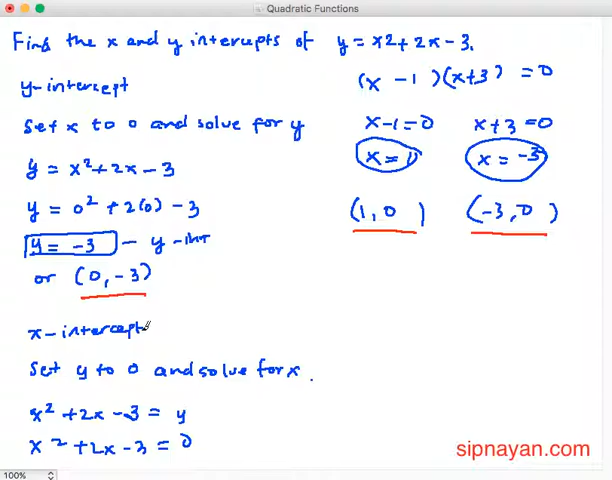 Quadratic Functions
Find the x and y intercepts of y = x2 + 2x - 3.
y-intercept
Set x to 0 and solve for y
y = x² + 2x - 3
y = 0² + 2(0) - 3
y = -3 - y-int
or (0, -3)
x-intercept
Set y to 0 and solve for x.
x² + 2x - 3 = y
x² + 2x - 3 = 0
(x - 1)(x+3) = 0
x - 1 = 0 x + 3 = 0
x = 1 x = -3
(1, 0) (-3, 0)
sipnayan.com
100%